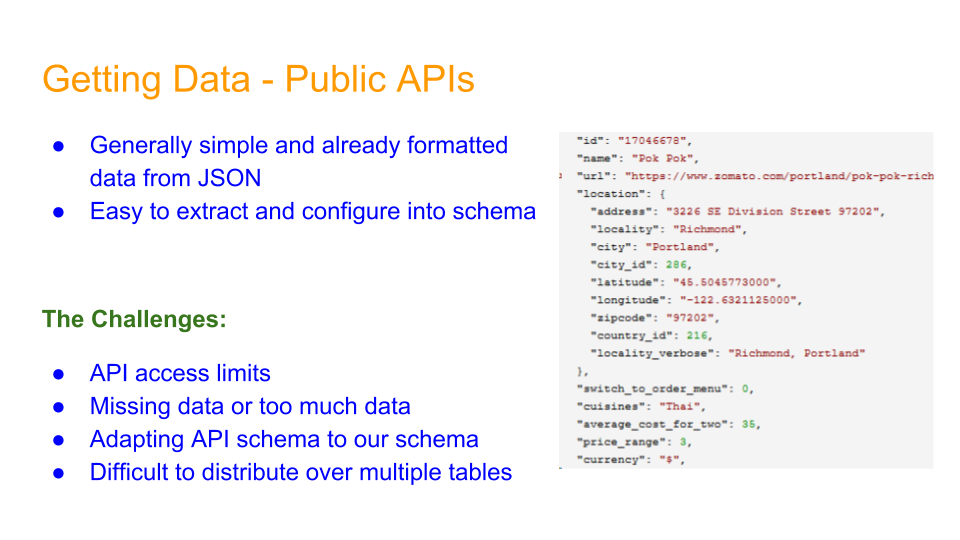 Getting Data - Public APIs
● Generally simple and already formatted
data from JSON
● Easy to extract and configure into schema
The Challenges:
● API access limits
● Missing data or too much data
● Adapting API schema to our schema
● Difficult to distribute over multiple tables
"id": "17046678",
"name": "Pok Pok",
"url": "https://www.zomato.com/portland/pok-pok-rich
"location": {
"address": "3226 SE Division Street 97202",
"locality": "Richmond",
"city": "Portland",
"city_id": 286,
"latitude": "45.5045773000",
"longitude": "-122.6321125000",
"zipcode": "97202",
"country_id": 216,
"locality_verbose": "Richmond, Portland"
},
"switch_to_order_menu": 0,
"cuisines": "Thai",
"average_cost_for_two": 35,
"price_range": 3,
"currency": "$",